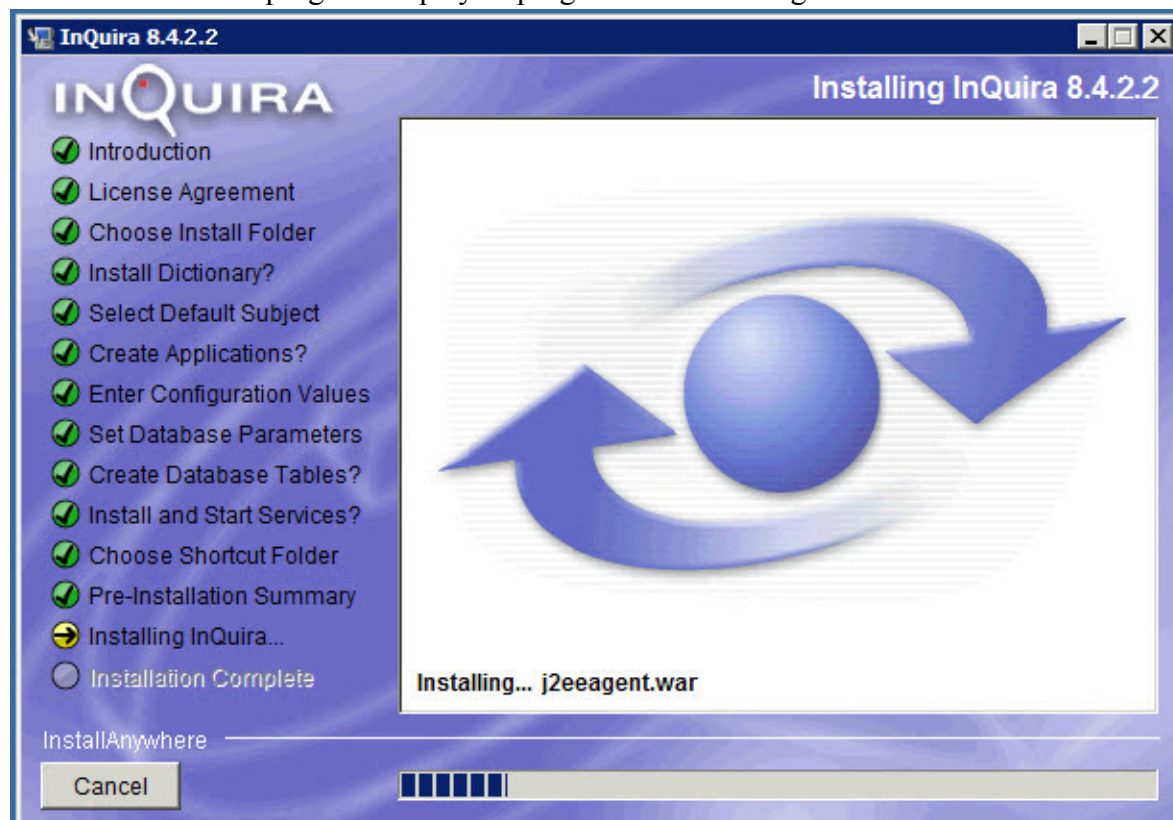 InQuira 8.4.2.2
INQUIRA
Installing InQuira 8.4.2.2
Introduction
License Agreement
Choose Install Folder
Install Dictionary?
Select Default Subject
Create Applications?
Enter Configuration Values
Set Database Parameters
Create Database Tables?
Install and Start Services?
Choose Shortcut Folder
Pre-Installation Summary
Installing InQuira...
Installation Complete
Installing... j2eeagent.war
InstallAnywhere
Cancel